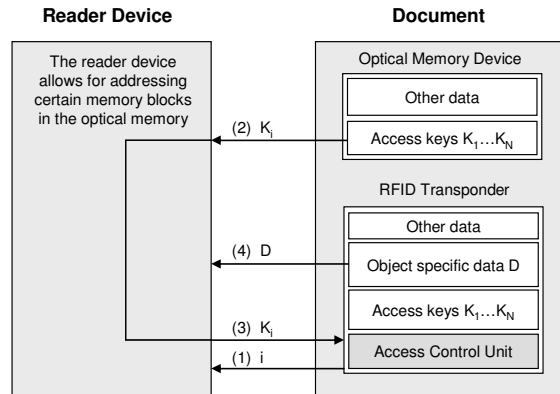 Reader Device
Document
The reader device
allows for addressing
certain memory blocks
in the optical memory
Optical Memory Device
Other data
(2) Kᵢ
Access keys K₁…K_N
RFID Transponder
Other data
(4) D
Object specific data D
Access keys K₁…K_N
(3) Kᵢ
Access Control Unit
(1) i